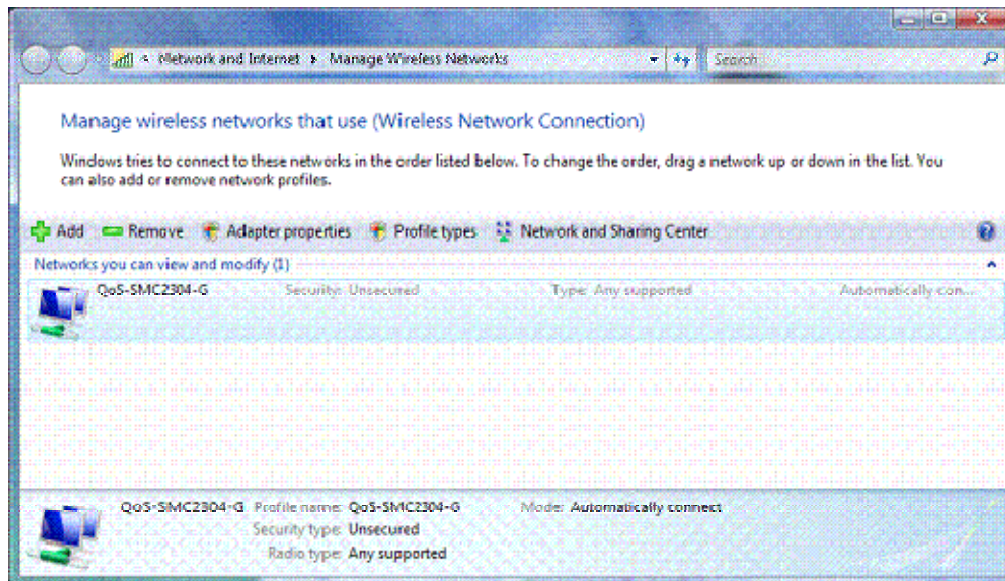 Network and Internet Manage Wireless Networks Search
Manage wireless networks that use (Wireless Network Connection)
Windows tries to connect to these networks in the order listed below. To change the order, drag a network up or down in the list. You
can also add or remove network profiles.
Add Remove Adapter properties Profile types Network and Sharing Center
Networks you can view and modify (1)
QoS-SMC2304-G Security: Unsecured Type: Any supported Automatically con...
QoS-SMC2304-G Profile name: QoS-SMC2304-G Mode: Automatically connect
Security type: Unsecured
Radio type: Any supported